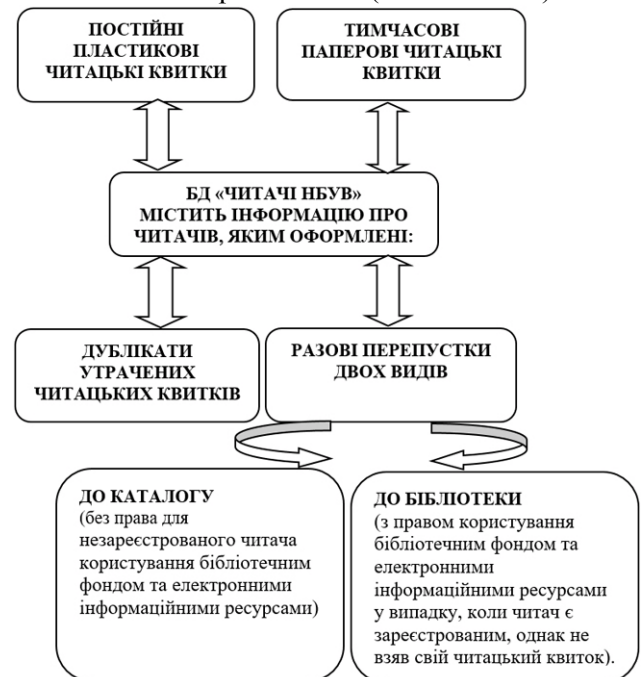 ПОСТІЙНІ
ПЛАСТИКОВІ
ЧИТАЦЬКІ КВИТКИ
ТИМЧАСОВІ
ПАПЕРОВІ ЧИТАЦЬКІ
КВИТКИ
БД «ЧИТАЧІ НБУВ»
МІСТИТЬ ІНФОРМАЦІЮ ПРО
ЧИТАЧІВ, ЯКИМ ОФОРМЛЕНІ:
ДУБЛІКАТИ
УТРАЧЕНИХ
ЧИТАЦЬКИХ КВИТКІВ
РАЗОВІ ПЕРЕПУСТКИ
ДВОХ ВИДІВ
ДО КАТАЛОГУ
(без права для
незареєстрованого читача
користування бібліотечним
фондом та електронними
інформаційними ресурсами)
ДО БІБЛІОТЕКИ
(з правом користування
бібліотечним фондом та
електронними
інформаційними ресурсами
у випадку, коли читач є
зареєстрованим, однак не
взяв свій читацький квиток).